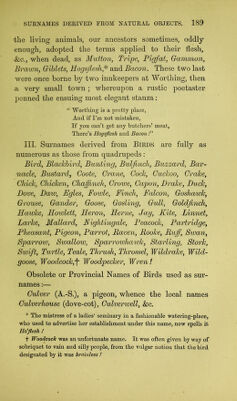 SURNAMES DERIVED FROM NATURAL OBJECTS. 189
the living animals, our ancestors sometimes, oddly
enough, adopted the terms applied to their flesh,
&c., when dead, as Mutton, Tripe, Pigfat, Gammon,
Brawn, Giblets, Hogsflesh,* and Bacon. These two last
were once borne by two innkeepers at Worthing, then
a very small town; whereupon a rustic poetaster
penned the ensuing most elegant stanza:
“ Worthing is a pretty place,
And if I'm not mistaken,
If you can't get any butchers' meat,
There's Hogsflesh and Bacon!”
III. Surnames derived from BIRDS are fully as
numerous as those from quadrupeds:
Bird, Blackbird, Bunting, Bulfinch, Buzzard, Bar-
nacle, Bustard, Coote, Crane, Cock, Cuckoo, Crake,
Chick, Chicken, Chaffinch, Crowe, Capon, Drake, Duck,
Dove, Daw, Egles, Fowle, Finch, Falcon, Goshawk,
Grouse, Gander, Goose, Gosling, Gull, Goldfinch,
Hawke, Howlett, Heron, Herne, Jay, Kite, Linnet,
Larke, Mallard, Nightingale, Peacock, Partridge,
Pheasant, Pigeon, Parrot, Raven, Rooke, Ruff, Swan,
Sparrow, Swallow, Sparrowhawk, Starling, Stork,
Swift, Turtle, Teale, Thrush, Throssel, Wildrake, Wild-
goose, Woodcock,† Woodpecker, Wren!
Obsolete or Provincial Names of Birds used as sur-
names :—
Culver (A.-S.), a pigeon, whence the local names
Culverhouse (dove-cot), Culverwell, &c.
* The mistress of a ladies' seminary in a fashionable watering-place,
who used to advertise her establishment under this name, now spells it
Ho'flesh!
† Woodcock was an unfortunate name. It was often given by way of
sobriquet to vain and silly people, from the vulgar notion that the bird
designated by it was brainless!